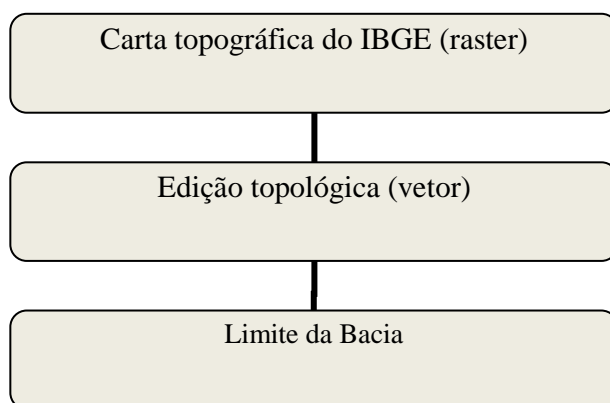 Carta topográfica do IBGE (raster)
Edição topológica (vetor)
Limite da Bacia